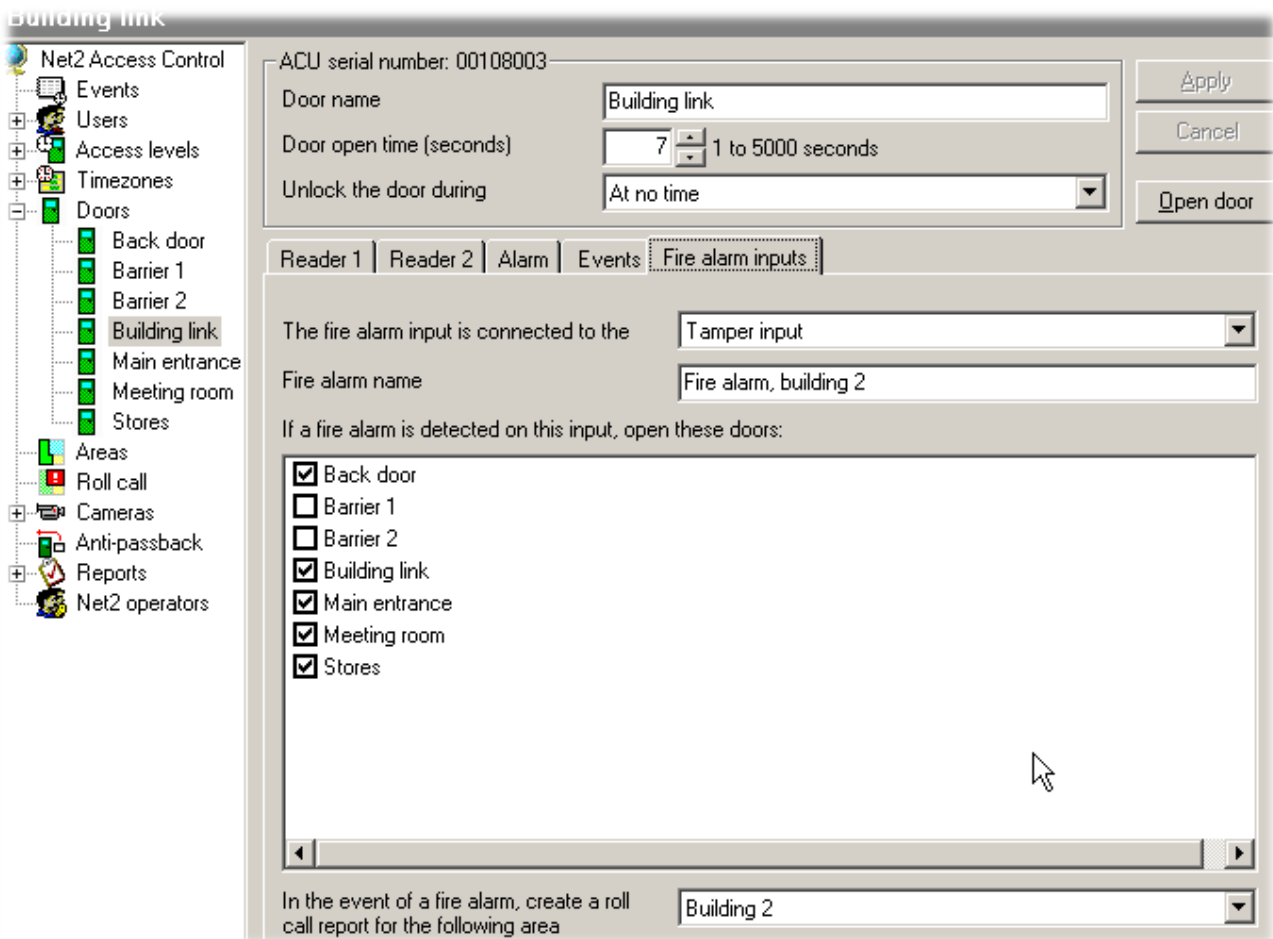 Building link
Net2 Access Control
Events
Users
Access levels
Timezones
Doors
Back door
Barrier 1
Barrier 2
Building link
Main entrance
Meeting room
Stores
Areas
Roll call
Cameras
Anti-passback
Reports
Net2 operators
ACU serial number: 00108003
Door name
Building link
Door open time (seconds)
7
1 to 5000 seconds
Unlock the door during
At no time
Apply
Cancel
Open door
Reader 1
Reader 2
Alarm
Events
Fire alarm inputs
The fire alarm input is connected to the
Tamper input
Fire alarm name
Fire alarm, building 2
If a fire alarm is detected on this input, open these doors:
Back door
Barrier 1
Barrier 2
Building link
Main entrance
Meeting room
Stores
In the event of a fire alarm, create a roll
call report for the following area
Building 2